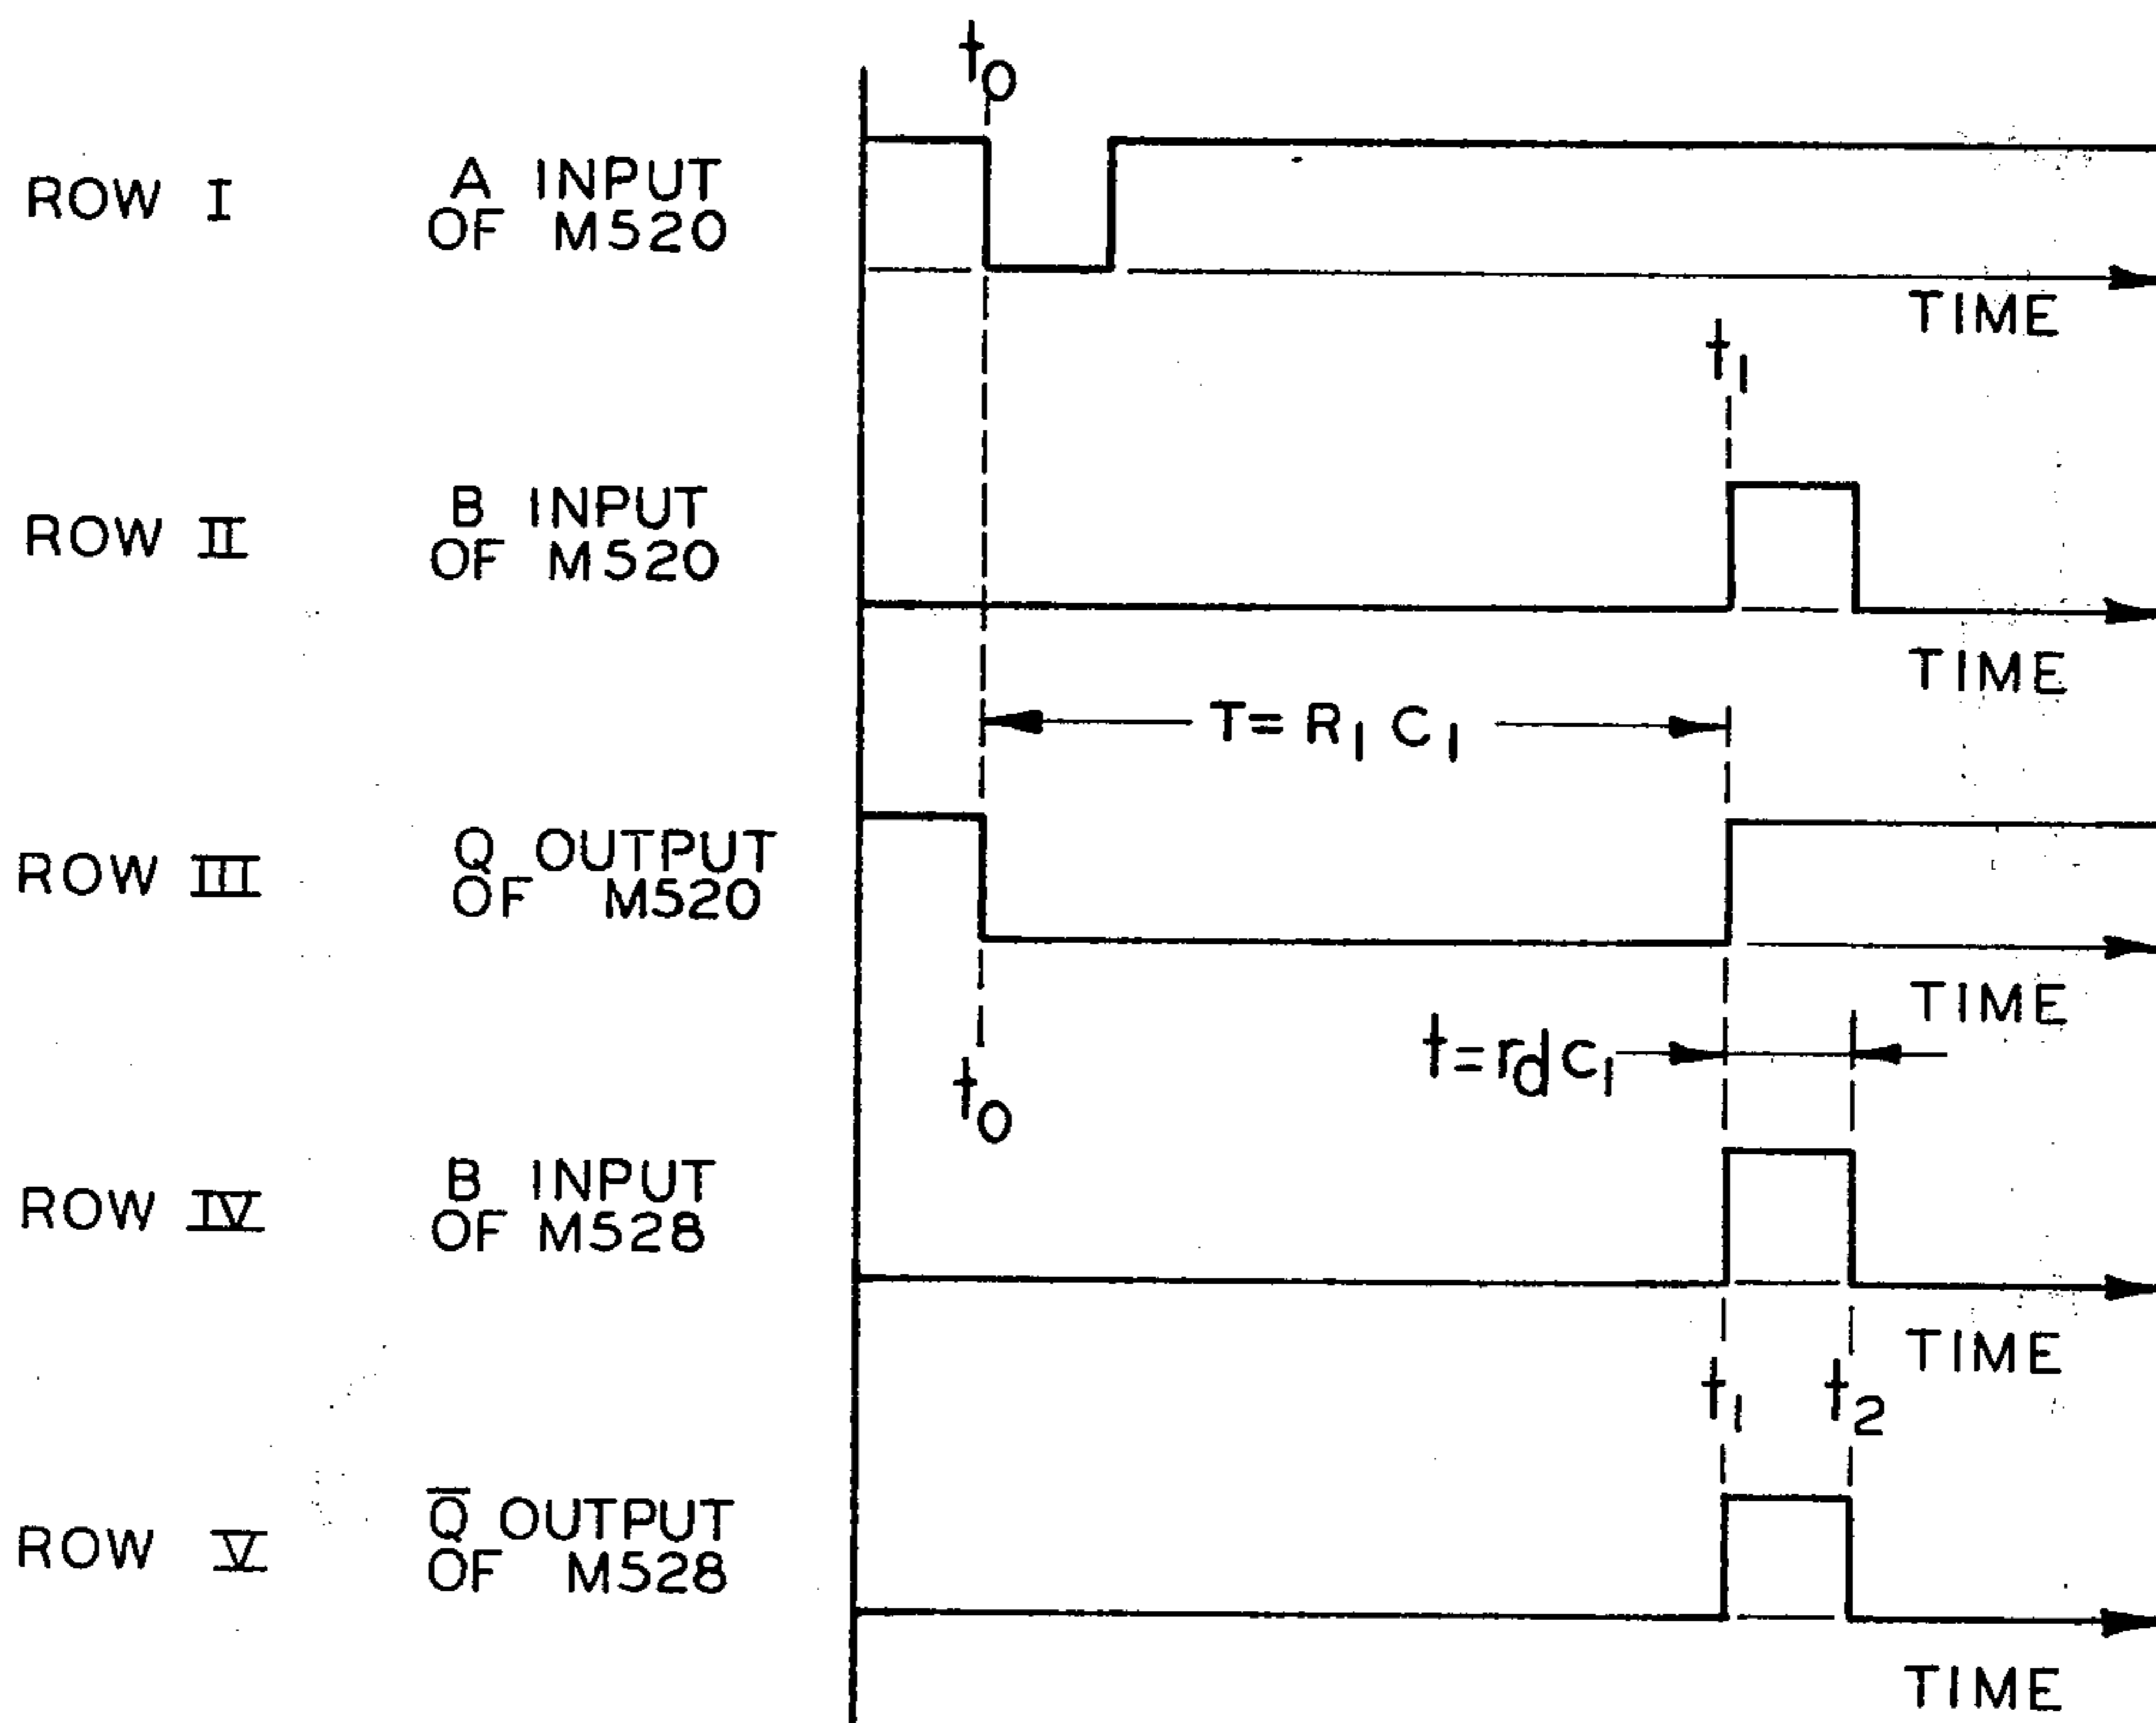 t0
ROW I
A INPUT
OF M520
TIME
t1
ROW II
B INPUT
OF M520
TIME
T = R1 C1
ROW III
Q OUTPUT
OF M520
TIME
t = rd C1
t0
ROW IV
B INPUT
OF M528
TIME
t1
t2
ROW V
Q̅ OUTPUT
OF M528
TIME